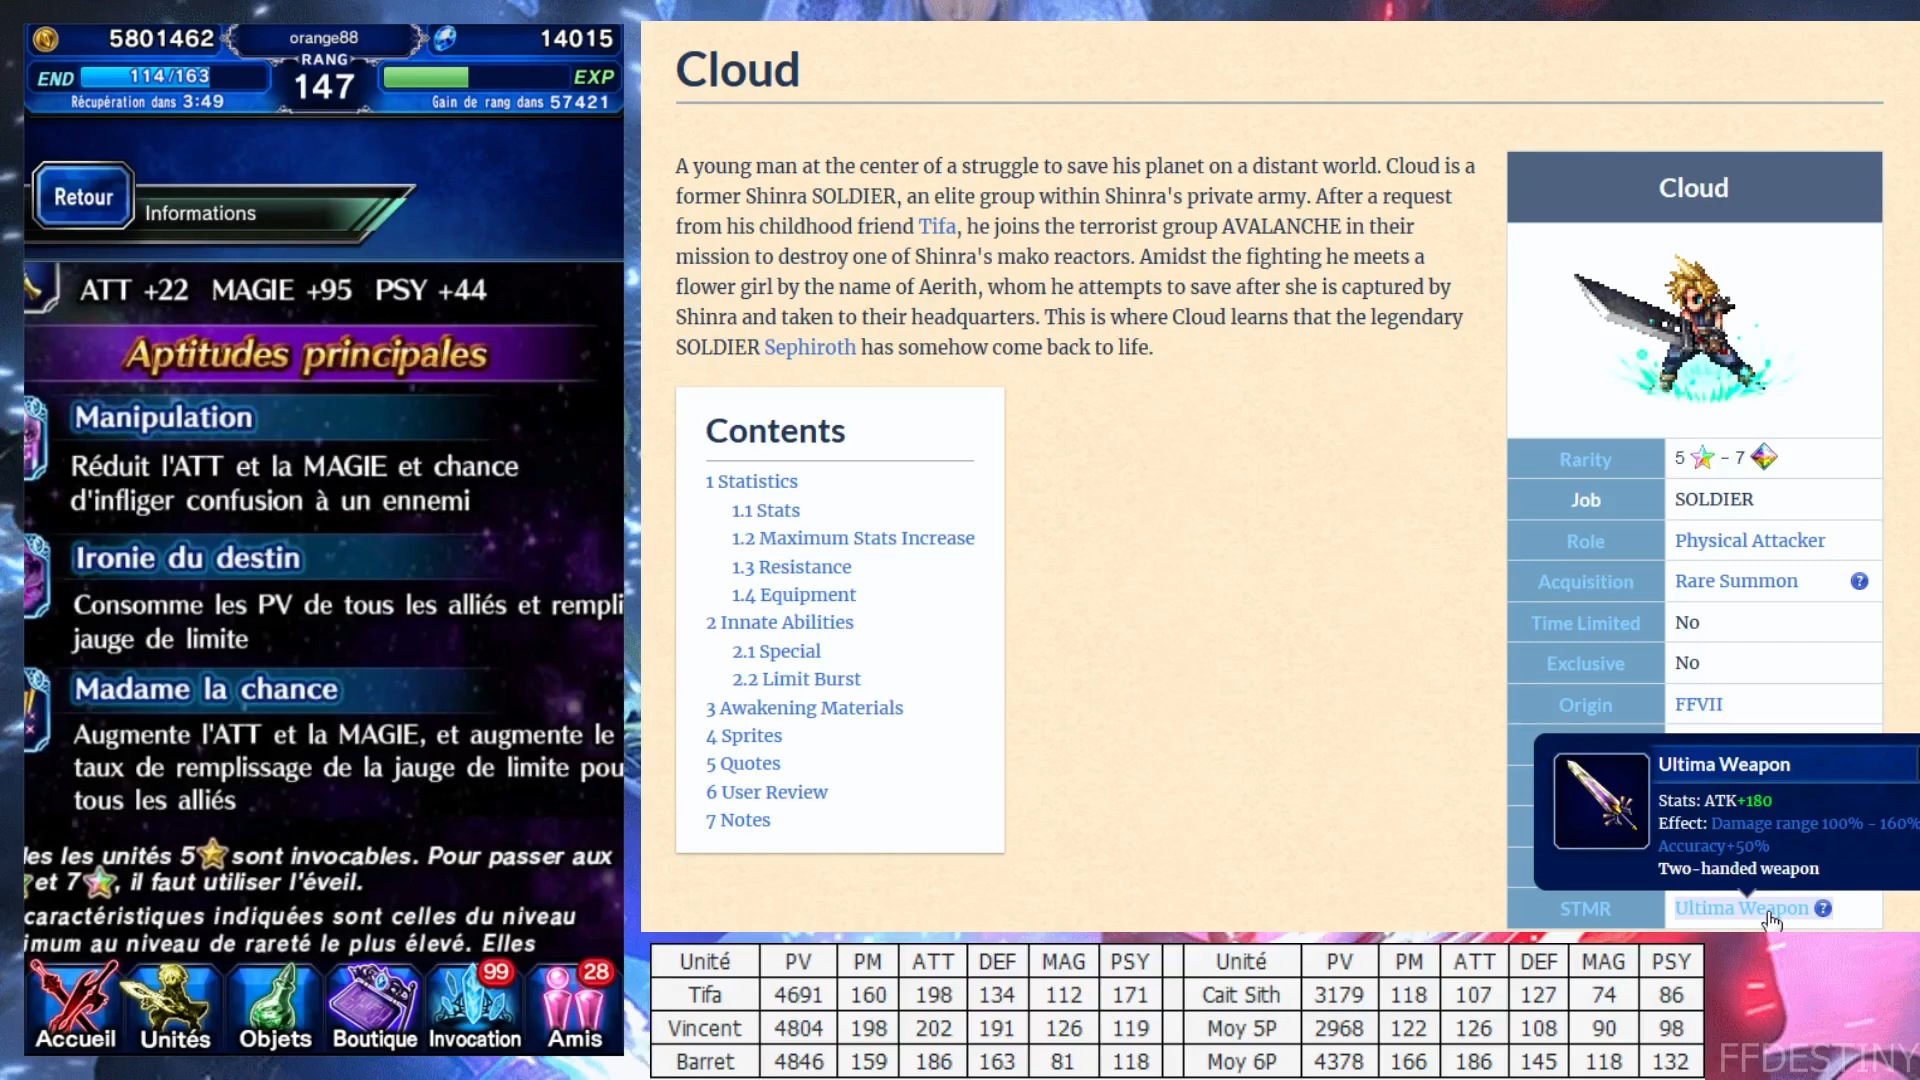 5801462
orange88
14015
END
114/163
RANG
147
EXP
Récupération dans 3:49
Gain de rang dans 57421
Retour
Informations
ATT +22 MAGIE +95 PSY +44
Aptitudes principales
Manipulation
Réduit l'ATT et la MAGIE et chance
d'infliger confusion à un ennemi
Ironie du destin
Consomme les PV de tous les alliés et rempli
jauge de limite
Madame la chance
Augmente l'ATT et la MAGIE, et augmente le
taux de remplissage de la jauge de limite pou
tous les alliés
es les unités 5 sont invocables. Pour passer aux
et 7, il faut utiliser l'éveil.
caractéristiques indiquées sont celles du niveau
imum au niveau de rareté le plus élevé. Elles
99
28
Accueil
Unités
Objets
Boutique
Invocation
Amis
Cloud
A young man at the center of a struggle to save his planet on a distant world. Cloud is a
former Shinra SOLDIER, an elite group within Shinra's private army. After a request
from his childhood friend Tifa, he joins the terrorist group AVALANCHE in their
mission to destroy one of Shinra's mako reactors. Amidst the fighting he meets a
flower girl by the name of Aerith, whom he attempts to save after she is captured by
Shinra and taken to their headquarters. This is where Cloud learns that the legendary
SOLDIER Sephiroth has somehow come back to life.
Contents
1 Statistics
1.1 Stats
1.2 Maximum Stats Increase
1.3 Resistance
1.4 Equipment
2 Innate Abilities
2.1 Special
2.2 Limit Burst
3 Awakening Materials
4 Sprites
5 Quotes
6 User Review
7 Notes
Cloud
Rarity 5 - 7
Job SOLDIER
Role Physical Attacker
Acquisition Rare Summon ?
Time Limited No
Exclusive No
Origin FFVII
Ultima Weapon
Stats: ATK+180
Effect: Damage range 100% - 160%
Accuracy+50%
Two-handed weapon
STMR Ultima Weapon ?
Unité PV PM ATT DEF MAG PSY Unité PV PM ATT DEF MAG PSY
Tifa 4691 160 198 134 112 171 Cait Sith 3179 118 107 127 74 86
Vincent 4804 198 202 191 126 119 Moy 5P 2968 122 126 108 90 98
Barret 4846 159 186 163 81 118 Moy 6P 4378 166 186 145 118 132
FFDESTINY